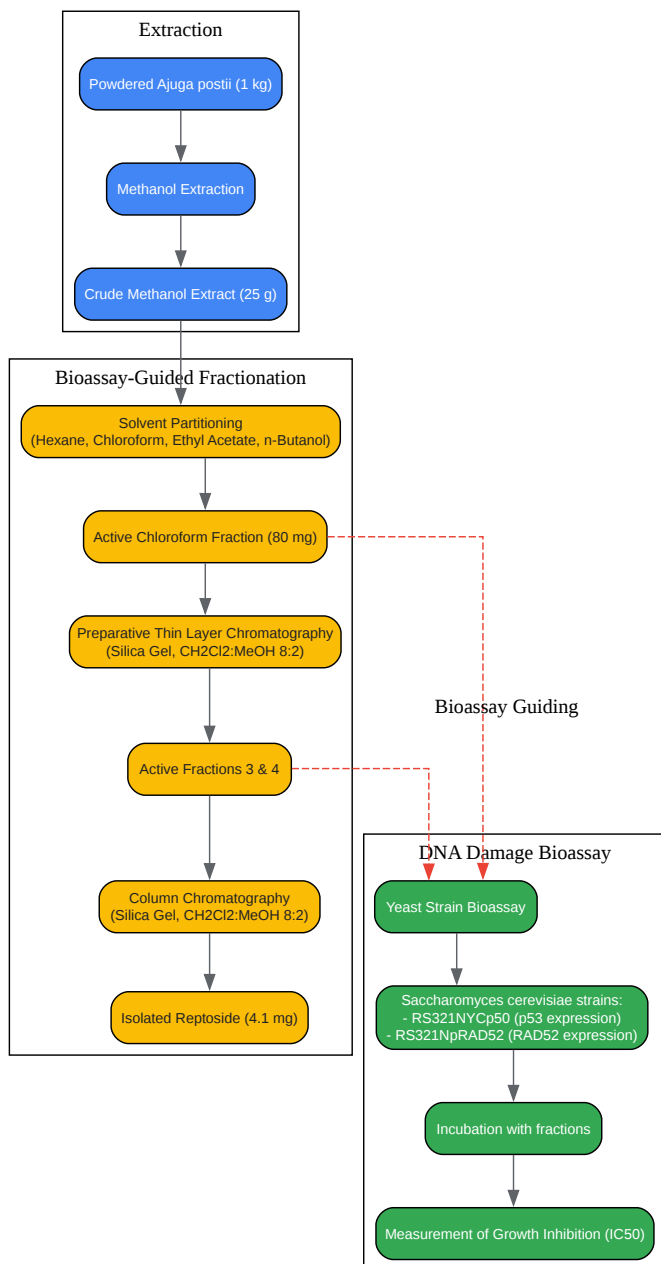 Extraction
Powdered Ajuga postii (1 kg)
Methanol Extraction
Crude Methanol Extract (25 g)
Bioassay-Guided Fractionation
Solvent Partitioning
(Hexane, Chloroform, Ethyl Acetate, n-Butanol)
Active Chloroform Fraction (80 mg)
Preparative Thin Layer Chromatography
(Silica Gel, CH2Cl2:MeOH 8:2)
Active Fractions 3 & 4
Column Chromatography
(Silica Gel, CH2Cl2:MeOH 8:2)
Isolated Reptoside (4.1 mg)
Bioassay Guiding
DNA Damage Bioassay
Yeast Strain Bioassay
Saccharomyces cerevisiae strains:
- RS321NYCp50 (p53 expression)
- RS321NpRAD52 (RAD52 expression)
Incubation with fractions
Measurement of Growth Inhibition (IC50)